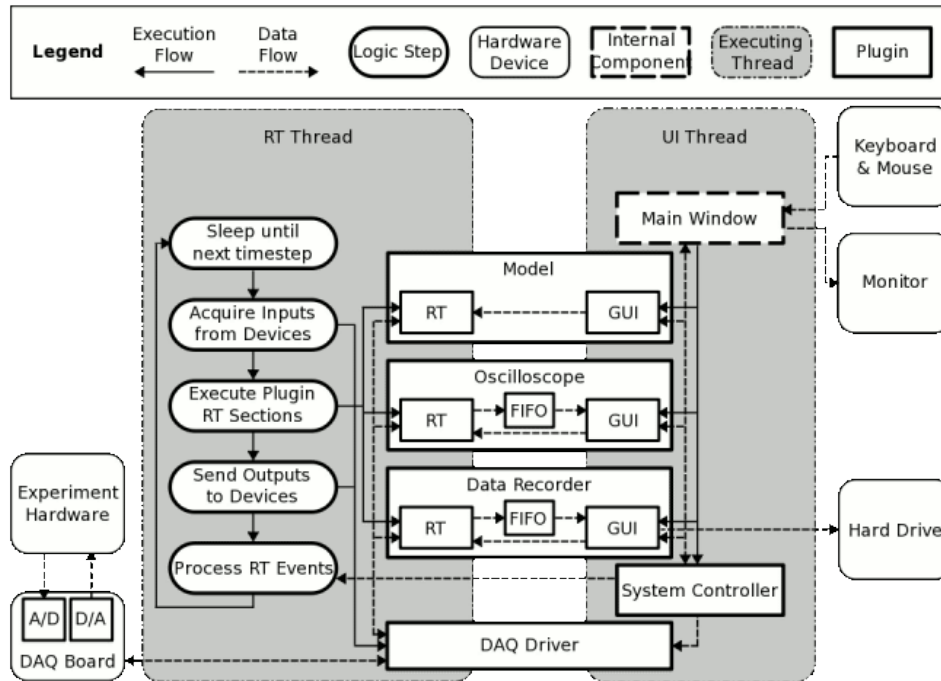 Legend
Execution
Flow
Data
Flow
Logic Step
Hardware
Device
Internal
Component
Executing
Thread
Plugin
RT Thread
UI Thread
Keyboard
& Mouse
Main Window
Monitor
Sleep until
next timestep
Acquire Inputs
from Devices
Execute Plugin
RT Sections
Send Outputs
to Devices
Process RT Events
Model
RT
GUI
Oscilloscope
RT
FIFO
GUI
Data Recorder
RT
FIFO
GUI
Hard Drive
System Controller
DAQ Driver
Experiment
Hardware
A/D
D/A
DAQ Board